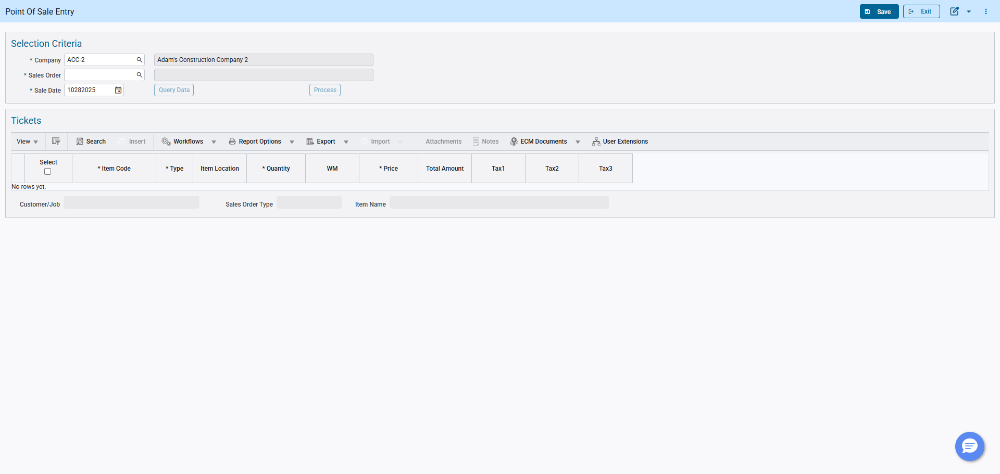 Point Of Sale Entry
Save
Exit
Selection Criteria
* Company ACC-2 Adam's Construction Company 2
* Sales Order
* Sale Date 10282025 Query Data Process
Tickets
View Search Insert Workflows Report Options Export Import Attachments Notes ECM Documents User Extensions
Select * Item Code * Type Item Location * Quantity WM * Price Total Amount Tax1 Tax2 Tax3
No rows yet.
Customer/Job Sales Order Type Item Name